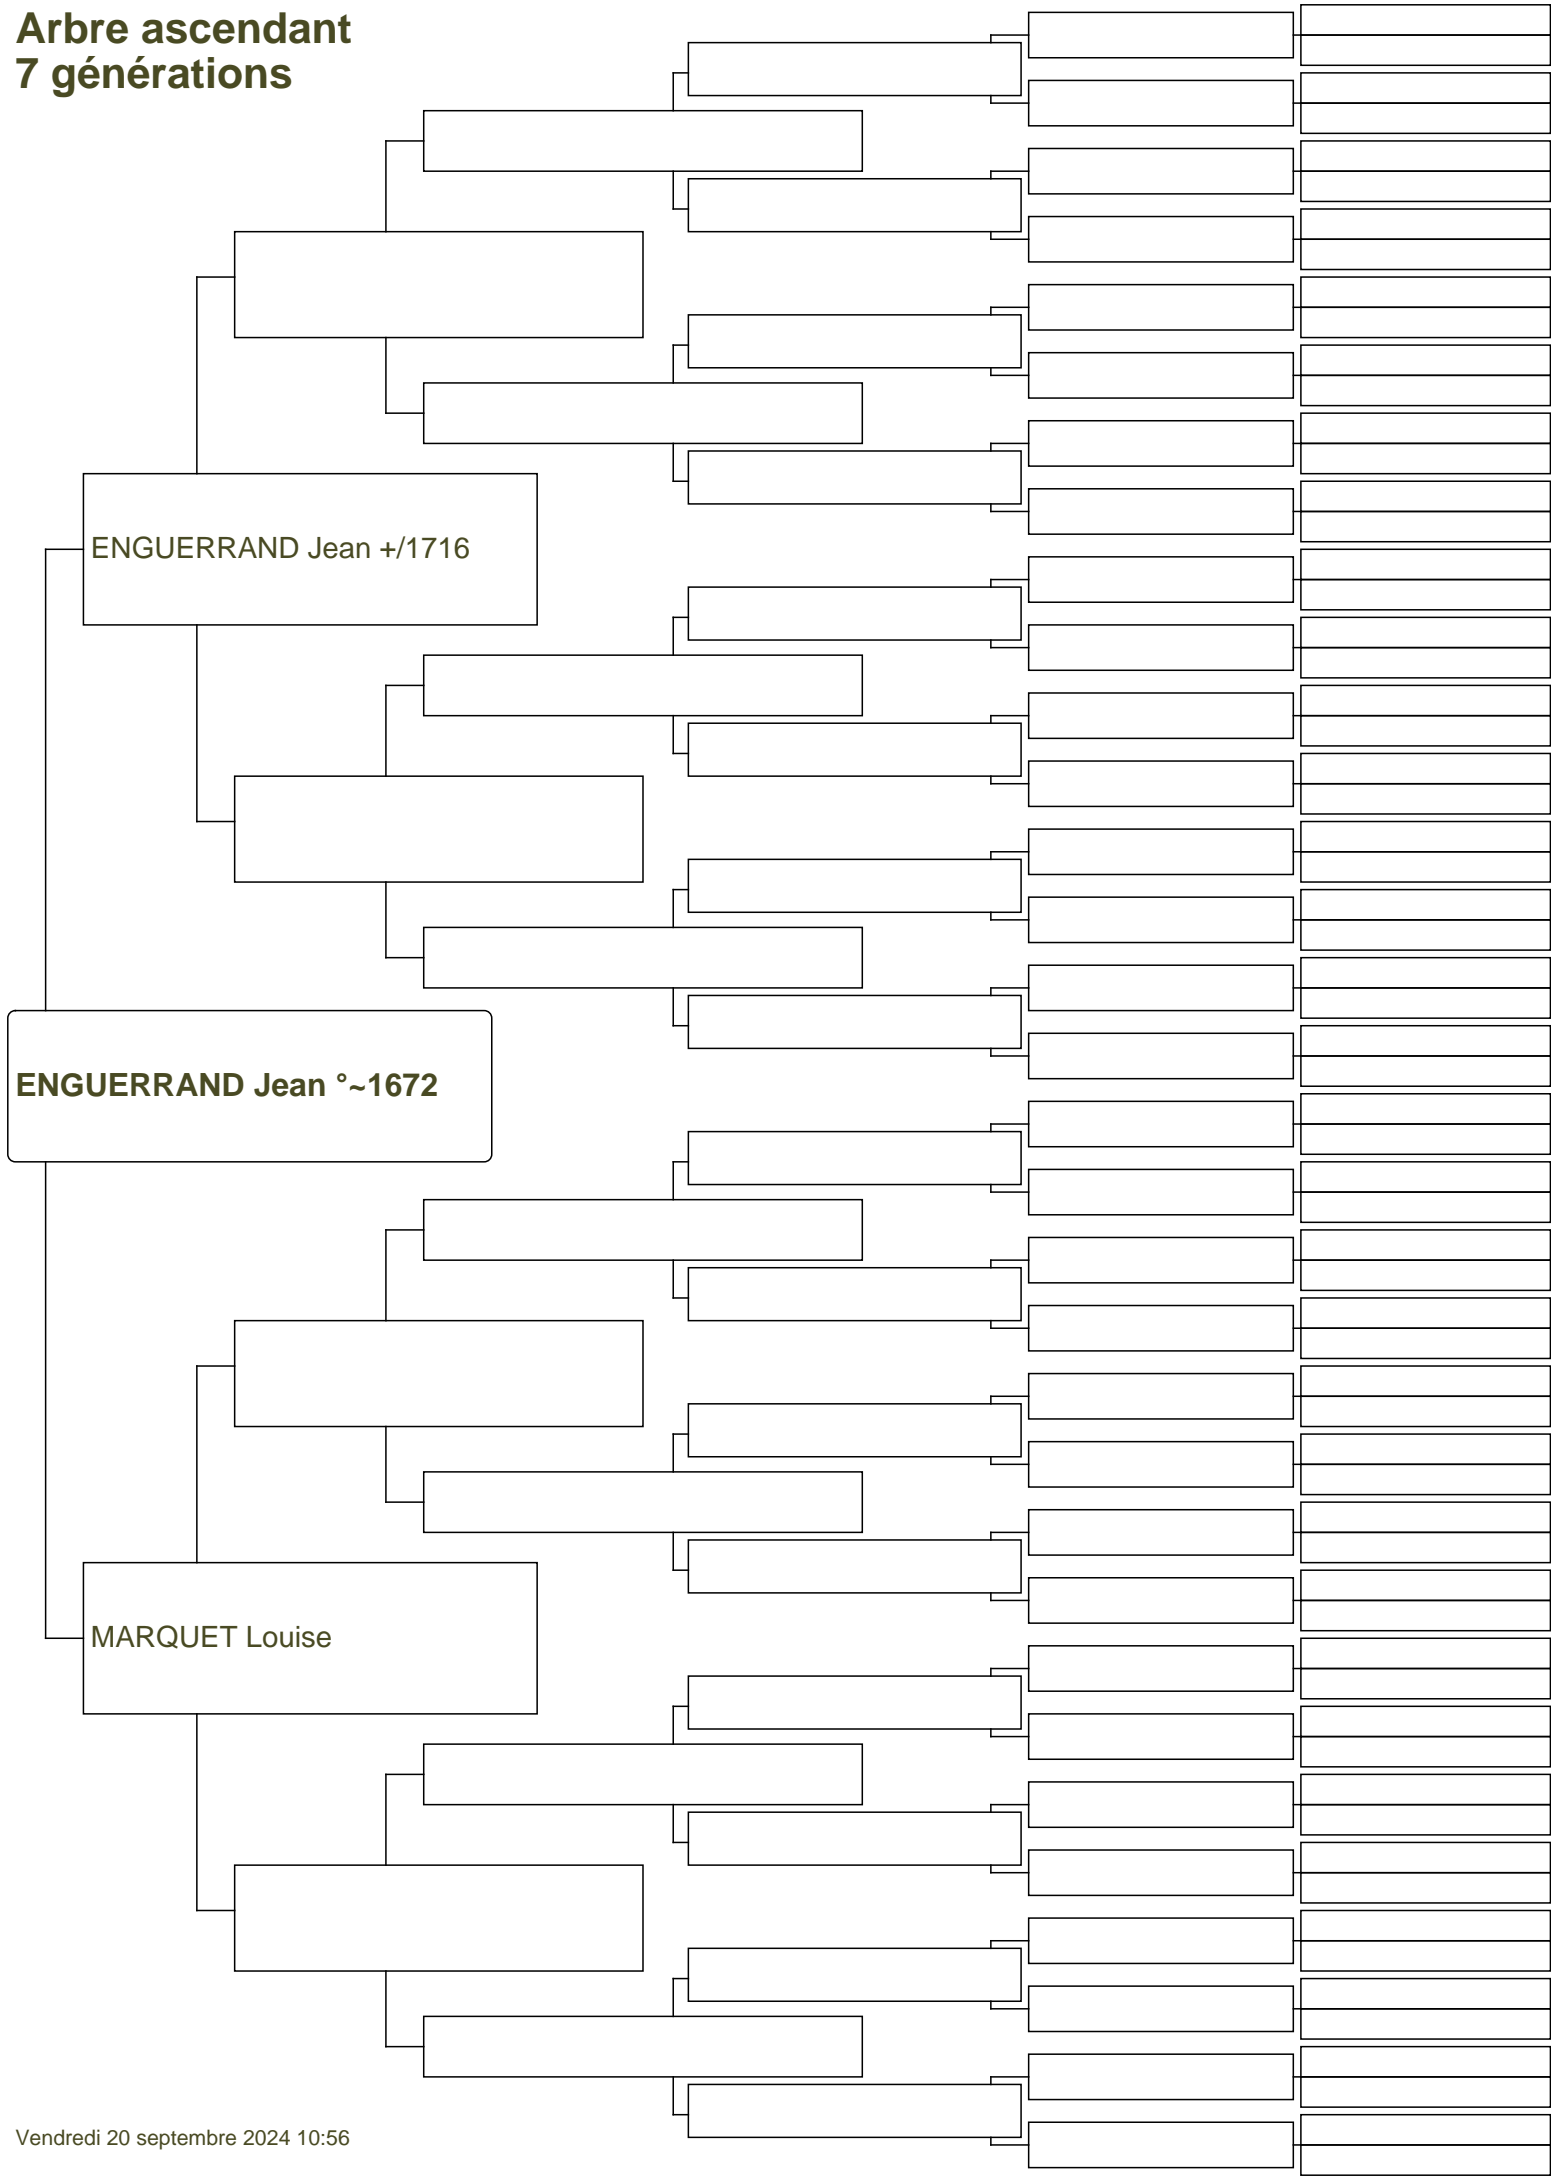 Arbre ascendant
7 générations
ENGUERRAND Jean +/1716
ENGUERRAND Jean °~1672
MARQUET Louise
Vendredi 20 septembre 2024 10:56